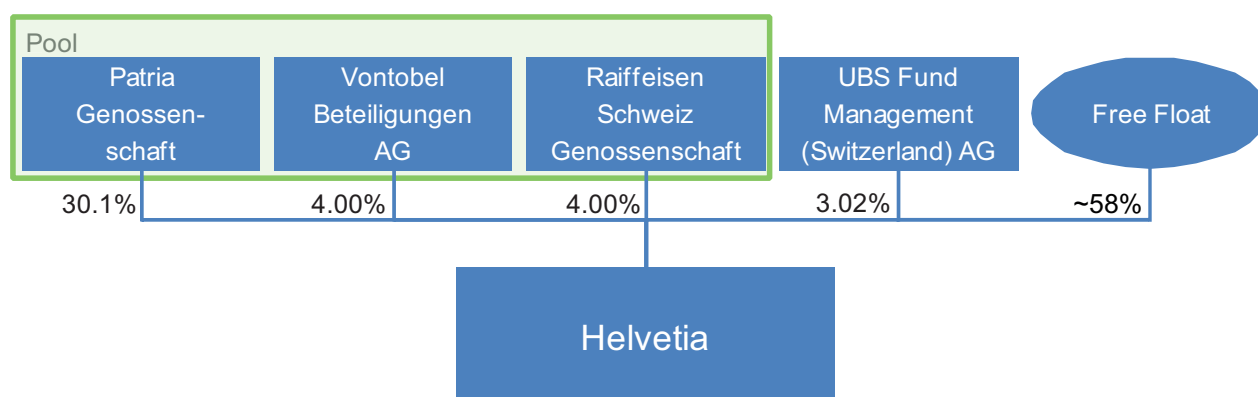 Pool
Patria
Genossen-
schaft
Vontobel
Beteiligungen
AG
Raiffeisen
Schweiz
Genossenschaft
UBS Fund
Management
(Switzerland) AG
Free Float
30.1%
4.00%
4.00%
3.02%
~58%
Helvetia